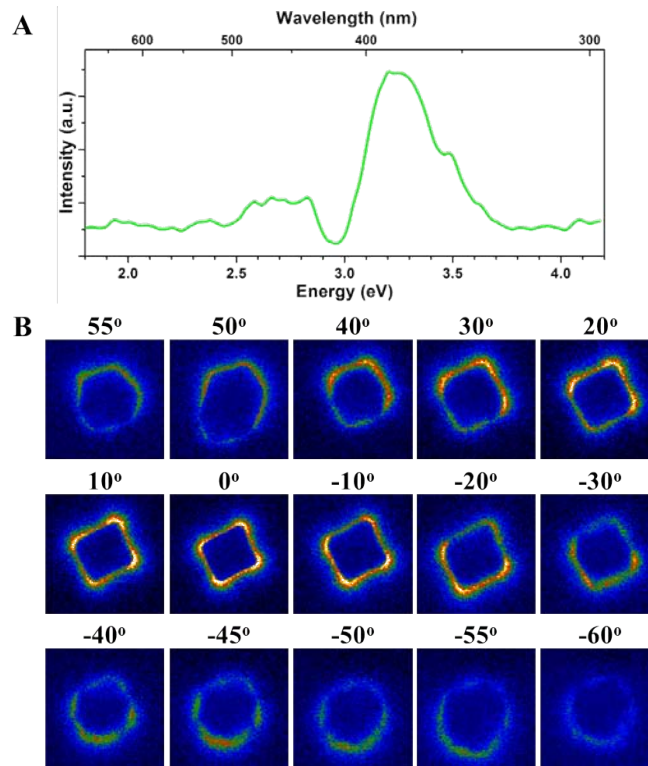 A
Wavelength (nm)
600 500 400 300
Intensity (a.u.)
2.0 2.5 3.0 3.5 4.0
Energy (eV)
B
55° 50° 40° 30° 20°
10° 0° -10° -20° -30°
-40° -45° -50° -55° -60°